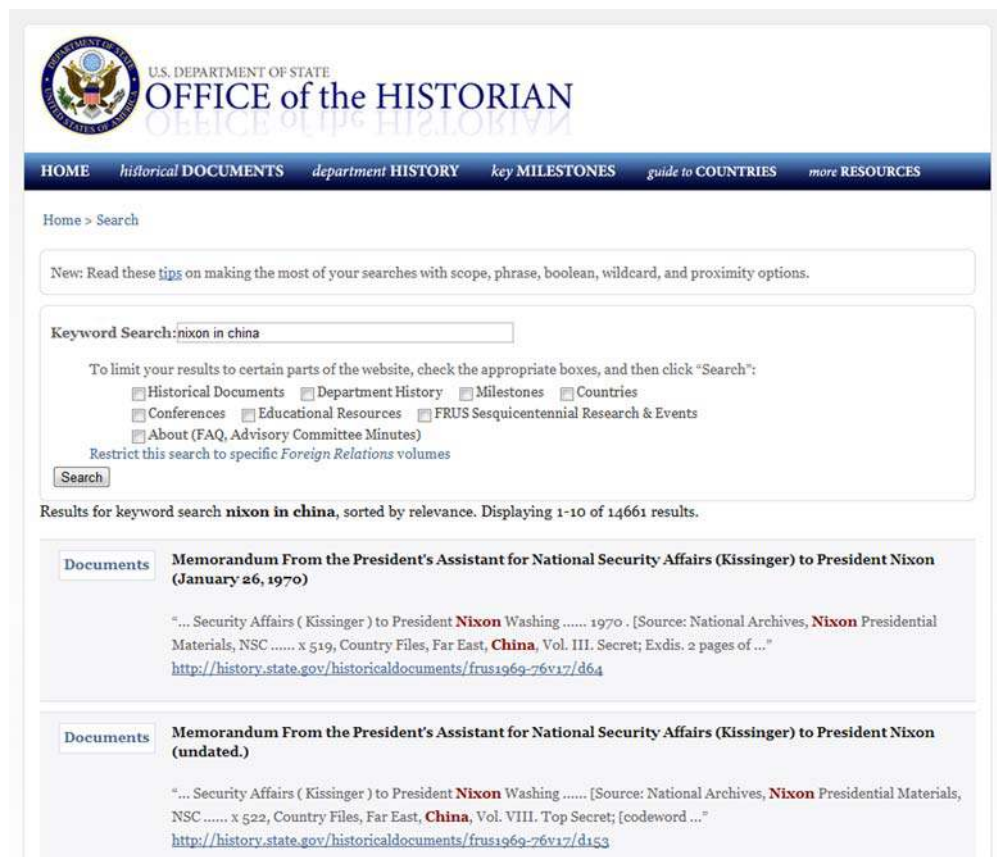 U.S. DEPARTMENT OF STATE
OFFICE of the HISTORIAN
HOME historical DOCUMENTS department HISTORY key MILESTONES guide to COUNTRIES more RESOURCES
Home > Search
New: Read these tips on making the most of your searches with scope, phrase, boolean, wildcard, and proximity options.
Keyword Search: nixon in china
To limit your results to certain parts of the website, check the appropriate boxes, and then click “Search”:
Historical Documents Department History Milestones Countries
Conferences Educational Resources FRUS Sesquicentennial Research & Events
About (FAQ, Advisory Committee Minutes)
Restrict this search to specific Foreign Relations volumes
Search
Results for keyword search nixon in china, sorted by relevance. Displaying 1-10 of 14661 results.
Documents
Memorandum From the President's Assistant for National Security Affairs (Kissinger) to President Nixon
(January 26, 1970)
“... Security Affairs ( Kissinger ) to President Nixon Washing ...... 1970 . [Source: National Archives, Nixon Presidential
Materials, NSC ...... x 519, Country Files, Far East, China, Vol. III. Secret; Exdis. 2 pages of ...”
http://history.state.gov/historicaldocuments/frus1969-76v17/d64
Documents
Memorandum From the President's Assistant for National Security Affairs (Kissinger) to President Nixon
(undated.)
“... Security Affairs ( Kissinger ) to President Nixon Washing ...... [Source: National Archives, Nixon Presidential Materials,
NSC ...... x 522, Country Files, Far East, China, Vol. VIII. Top Secret; [codeword ...”
http://history.state.gov/historicaldocuments/frus1969-76v17/d153